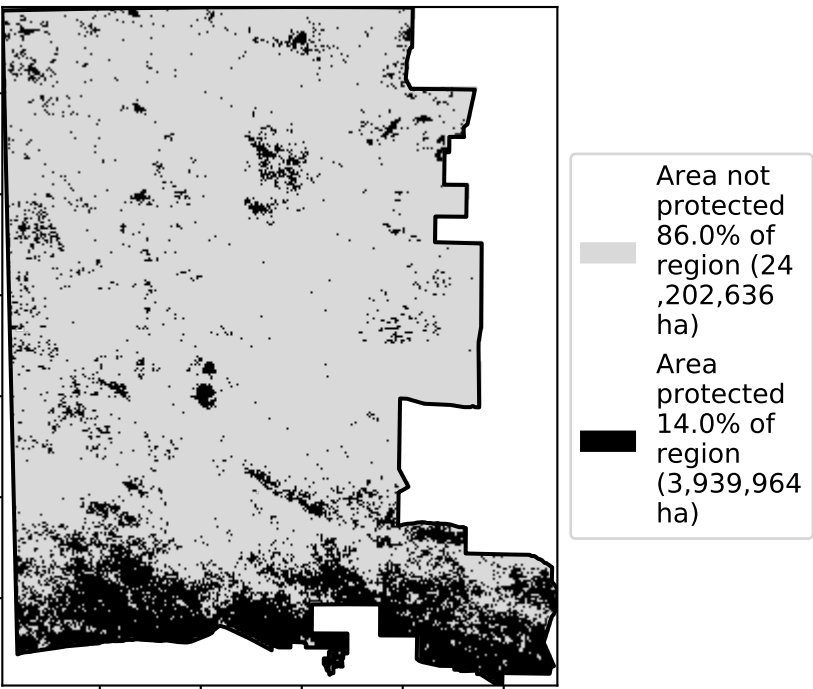 Area not
protected
86.0% of
region (24
,202,636
ha)
Area
protected
14.0% of
region
(3,939,964
ha)